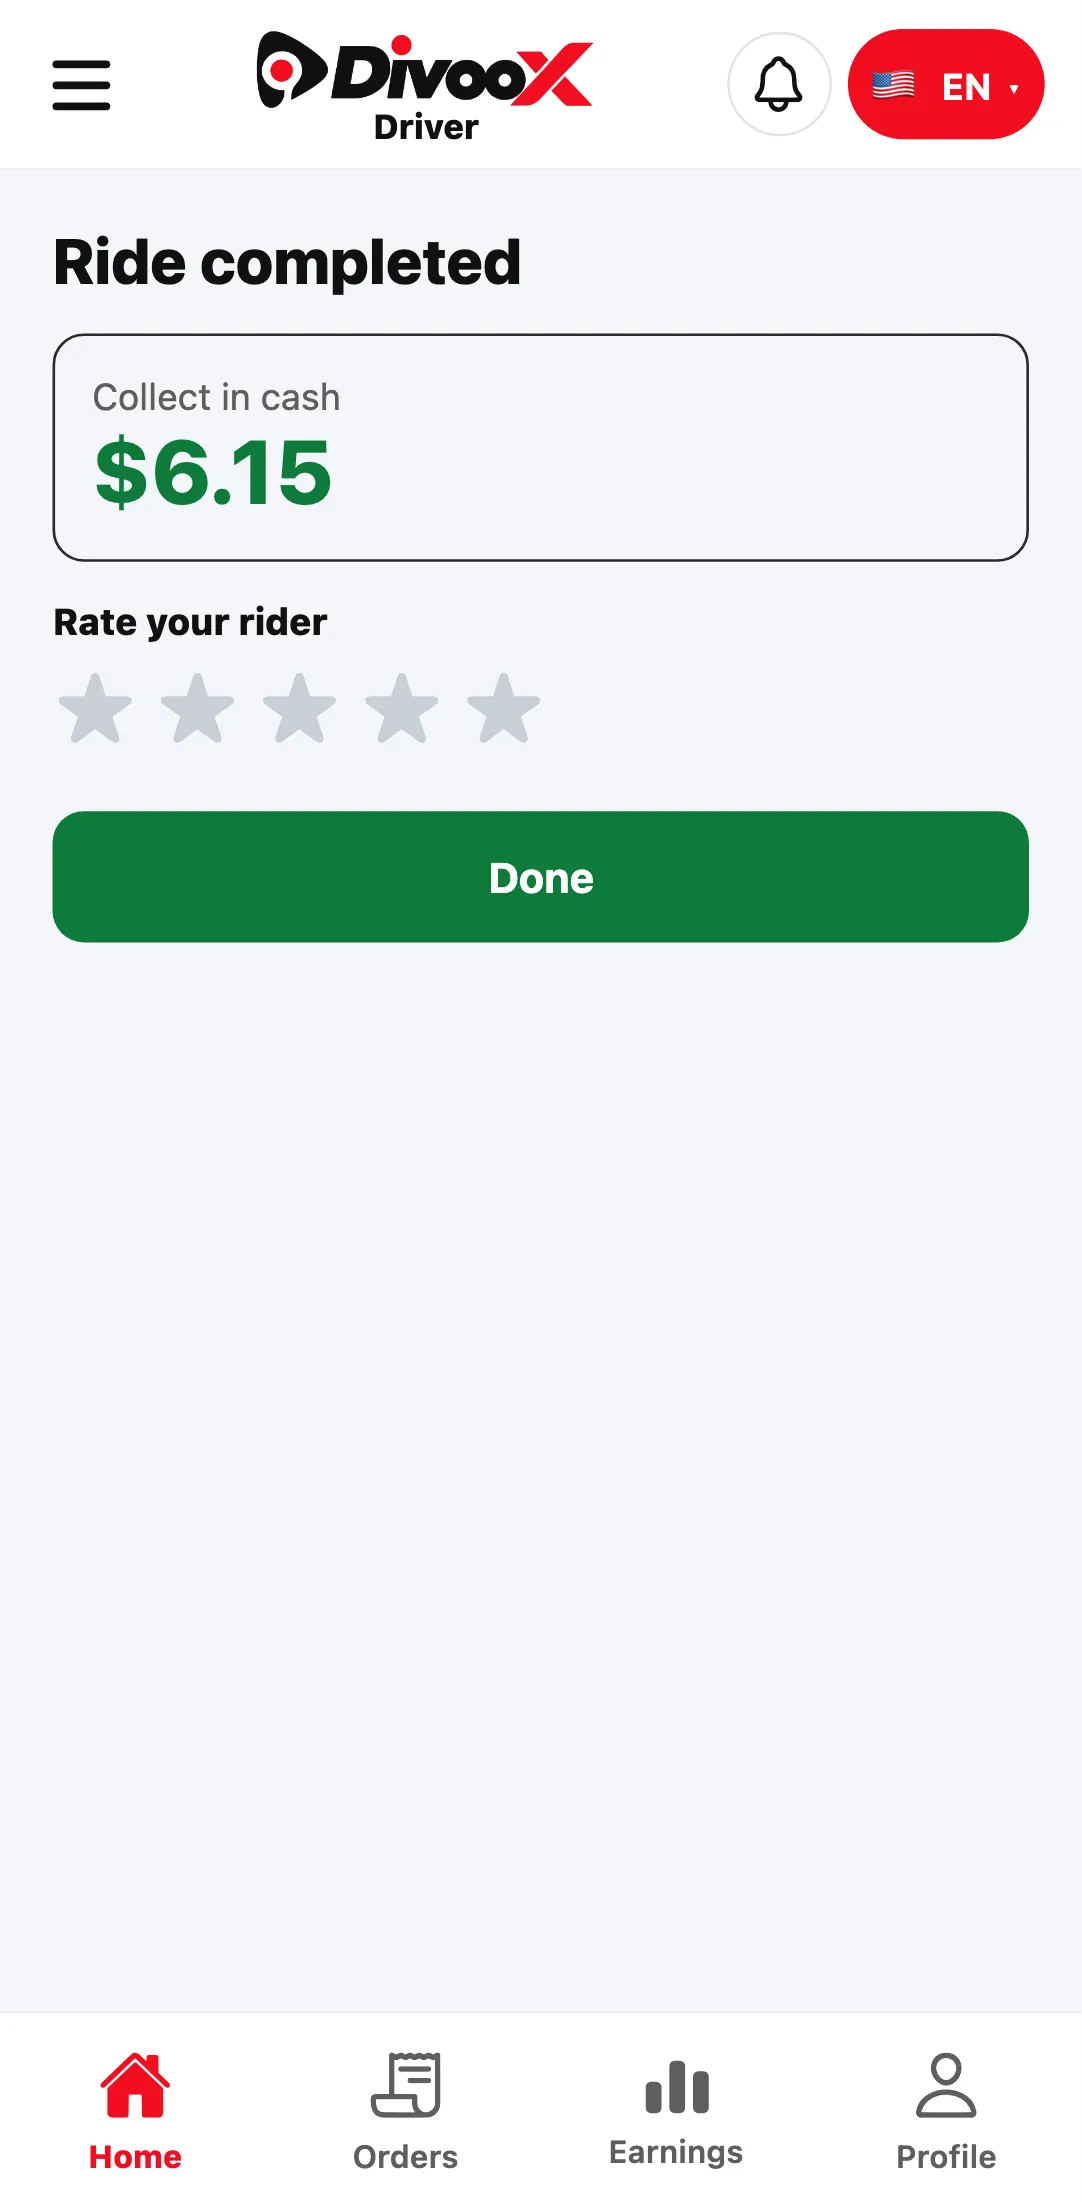 DivooX
Driver
EN
Ride completed
Collect in cash
$6.15
Rate your rider
Done
Home
Orders
Earnings
Profile